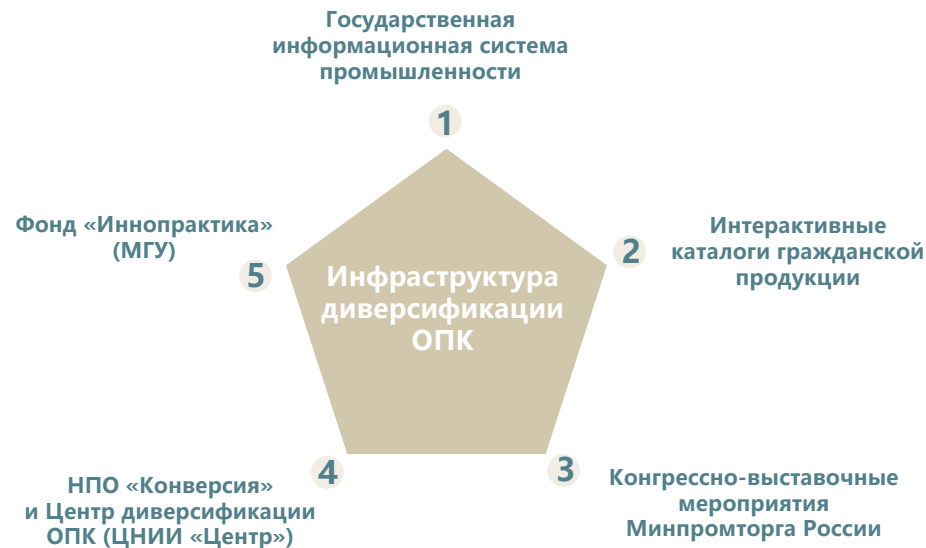 Государственная
информационная система
промышленности
1
Интерактивные
каталоги гражданской
продукции
2
Конгрессно-выставочные
мероприятия
Минпромторга России
3
НПО «Конверсия»
и Центр диверсификации
ОПК (ЦНИИ «Центр»)
4
Фонд «Иннопрактика»
(МГУ)
5
Инфраструктура
диверсификации
ОПК